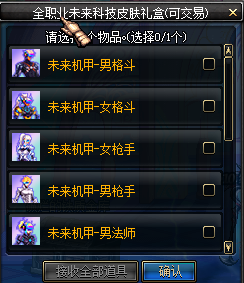 全职业未来科技皮肤礼盒(可交易)
请选择 个物品。(选择0/1个)
未来机甲-男格斗
未来机甲-女格斗
未来机甲-女枪手
未来机甲-男枪手
未来机甲-男法师
接收全部道具
确认